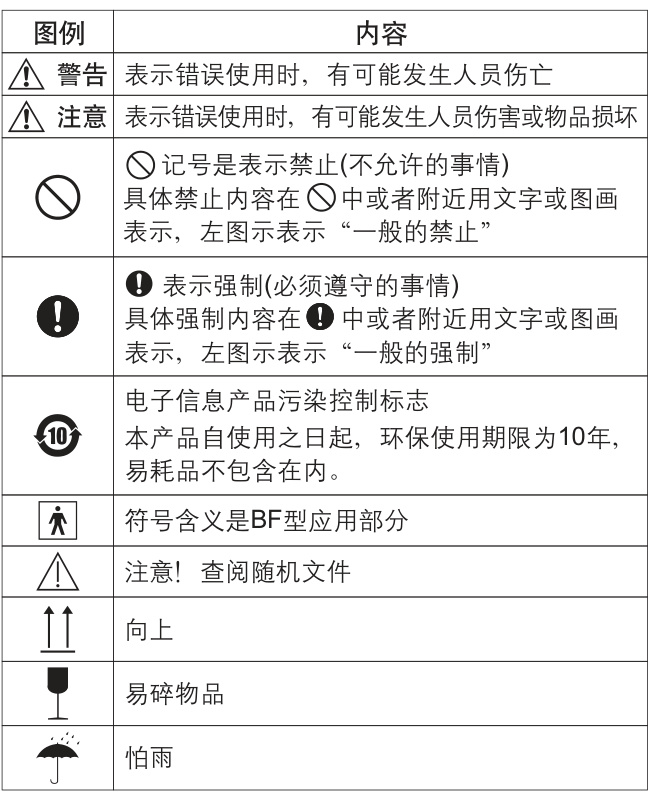 图例 内容
警告 表示错误使用时，有可能发生人员伤亡
注意 表示错误使用时，有可能发生人员伤害或物品损坏
记号是表示禁止(不允许的事情)
具体禁止内容在 中或者附近用文字或图画
表示，左图示表示“一般的禁止”
表示强制(必须遵守的事情)
具体强制内容在 中或者附近用文字或图画
表示，左图示表示“一般的强制”
10
电子信息产品污染控制标志
本产品自使用之日起，环保使用期限为10年，
易耗品不包含在内。
符号含义是BF型应用部分
注意！查阅随机文件
向上
易碎物品
怕雨